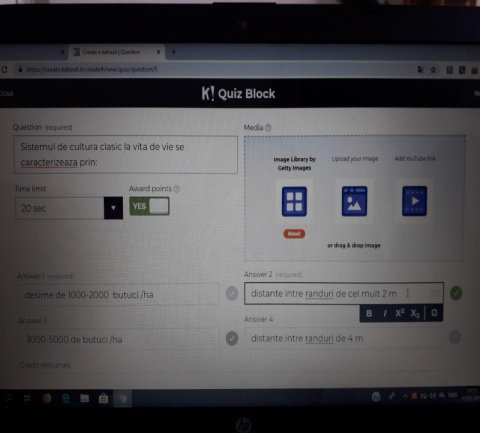 Create a kahoot | Question
https://create.kahoot.it/create#/new/quiz/question/5
lose
K! Quiz Block
Question (required)
Sistemul de cultura clasic la vita de vie se
caracterizeaza prin:
Time limit
Award points
20 sec
YES
Media
Image Library by
Getty Images
Upload your image
Add YouTube link
New!
or drag & drop image
Answer 1 (required)
desime de 1000-2000 butuci /ha
Answer 2 (required)
distante intre randuri de cel mult 2 m
B I X² X₂ Ω
Answer 3
3000-5000 de butuci /ha
Answer 4
distante intre randuri de 4 m
Credit resources
ENG
hp